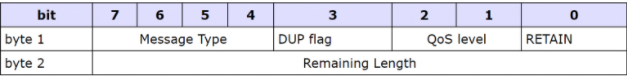 bit 7 6 5 4 3 2 1 0
byte 1 Message Type DUP flag QoS level RETAIN
byte 2 Remaining Length